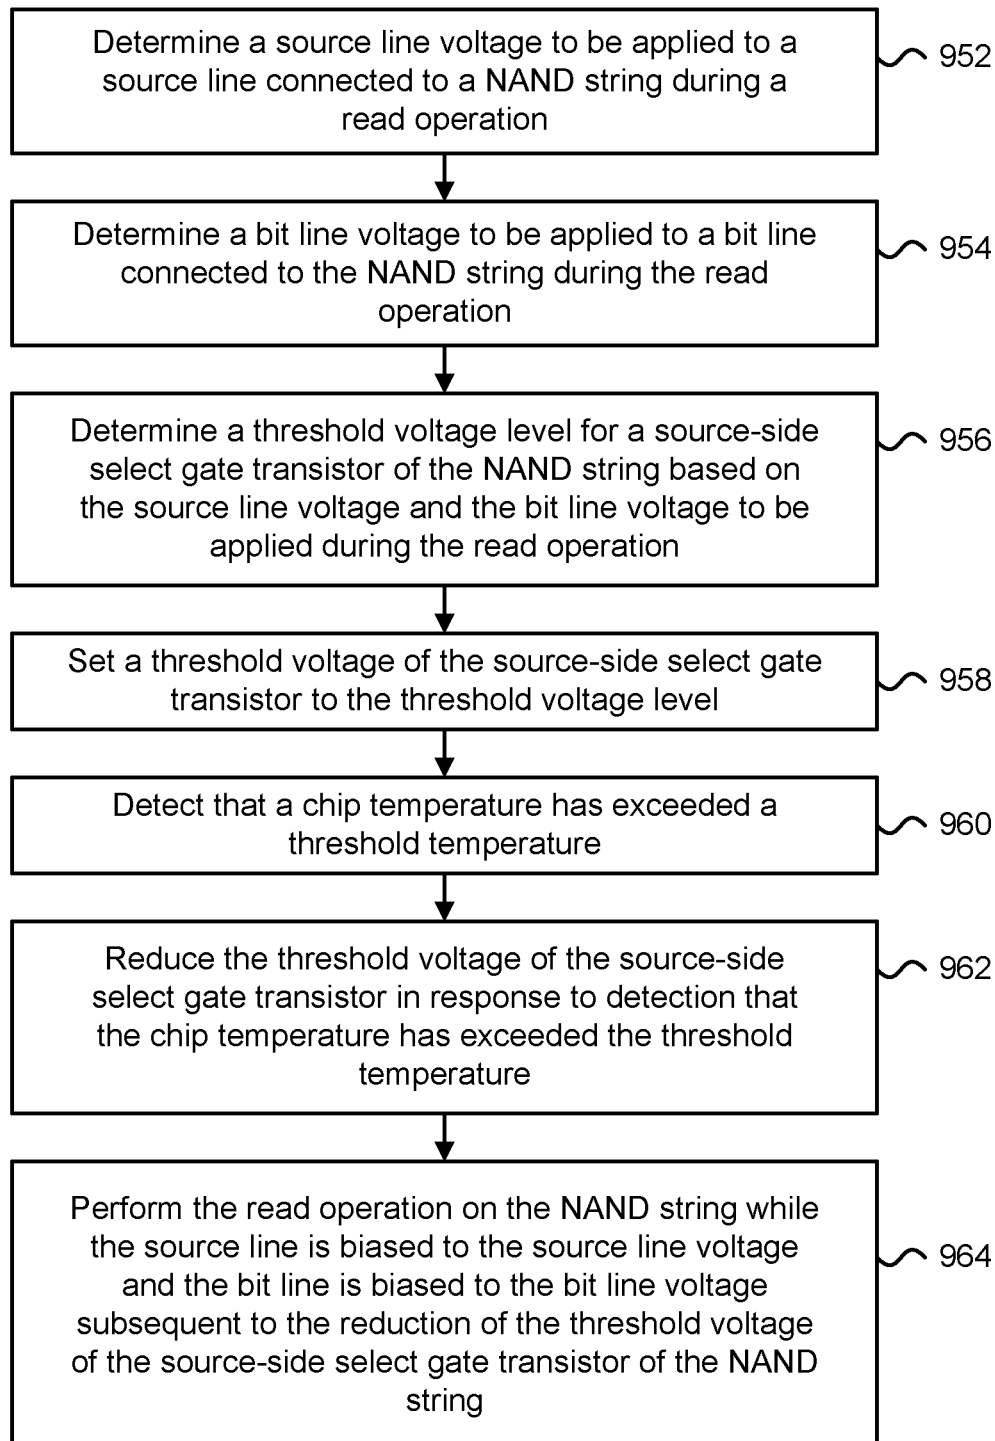 Determine a source line voltage to be applied to a
source line connected to a NAND string during a
read operation
952
Determine a bit line voltage to be applied to a bit line
connected to the NAND string during the read
operation
954
Determine a threshold voltage level for a source-side
select gate transistor of the NAND string based on
the source line voltage and the bit line voltage to be
applied during the read operation
956
Set a threshold voltage of the source-side select gate
transistor to the threshold voltage level
958
Detect that a chip temperature has exceeded a
threshold temperature
960
Reduce the threshold voltage of the source-side
select gate transistor in response to detection that
the chip temperature has exceeded the threshold
temperature
962
Perform the read operation on the NAND string while
the source line is biased to the source line voltage
and the bit line is biased to the bit line voltage
subsequent to the reduction of the threshold voltage
of the source-side select gate transistor of the NAND
string
964